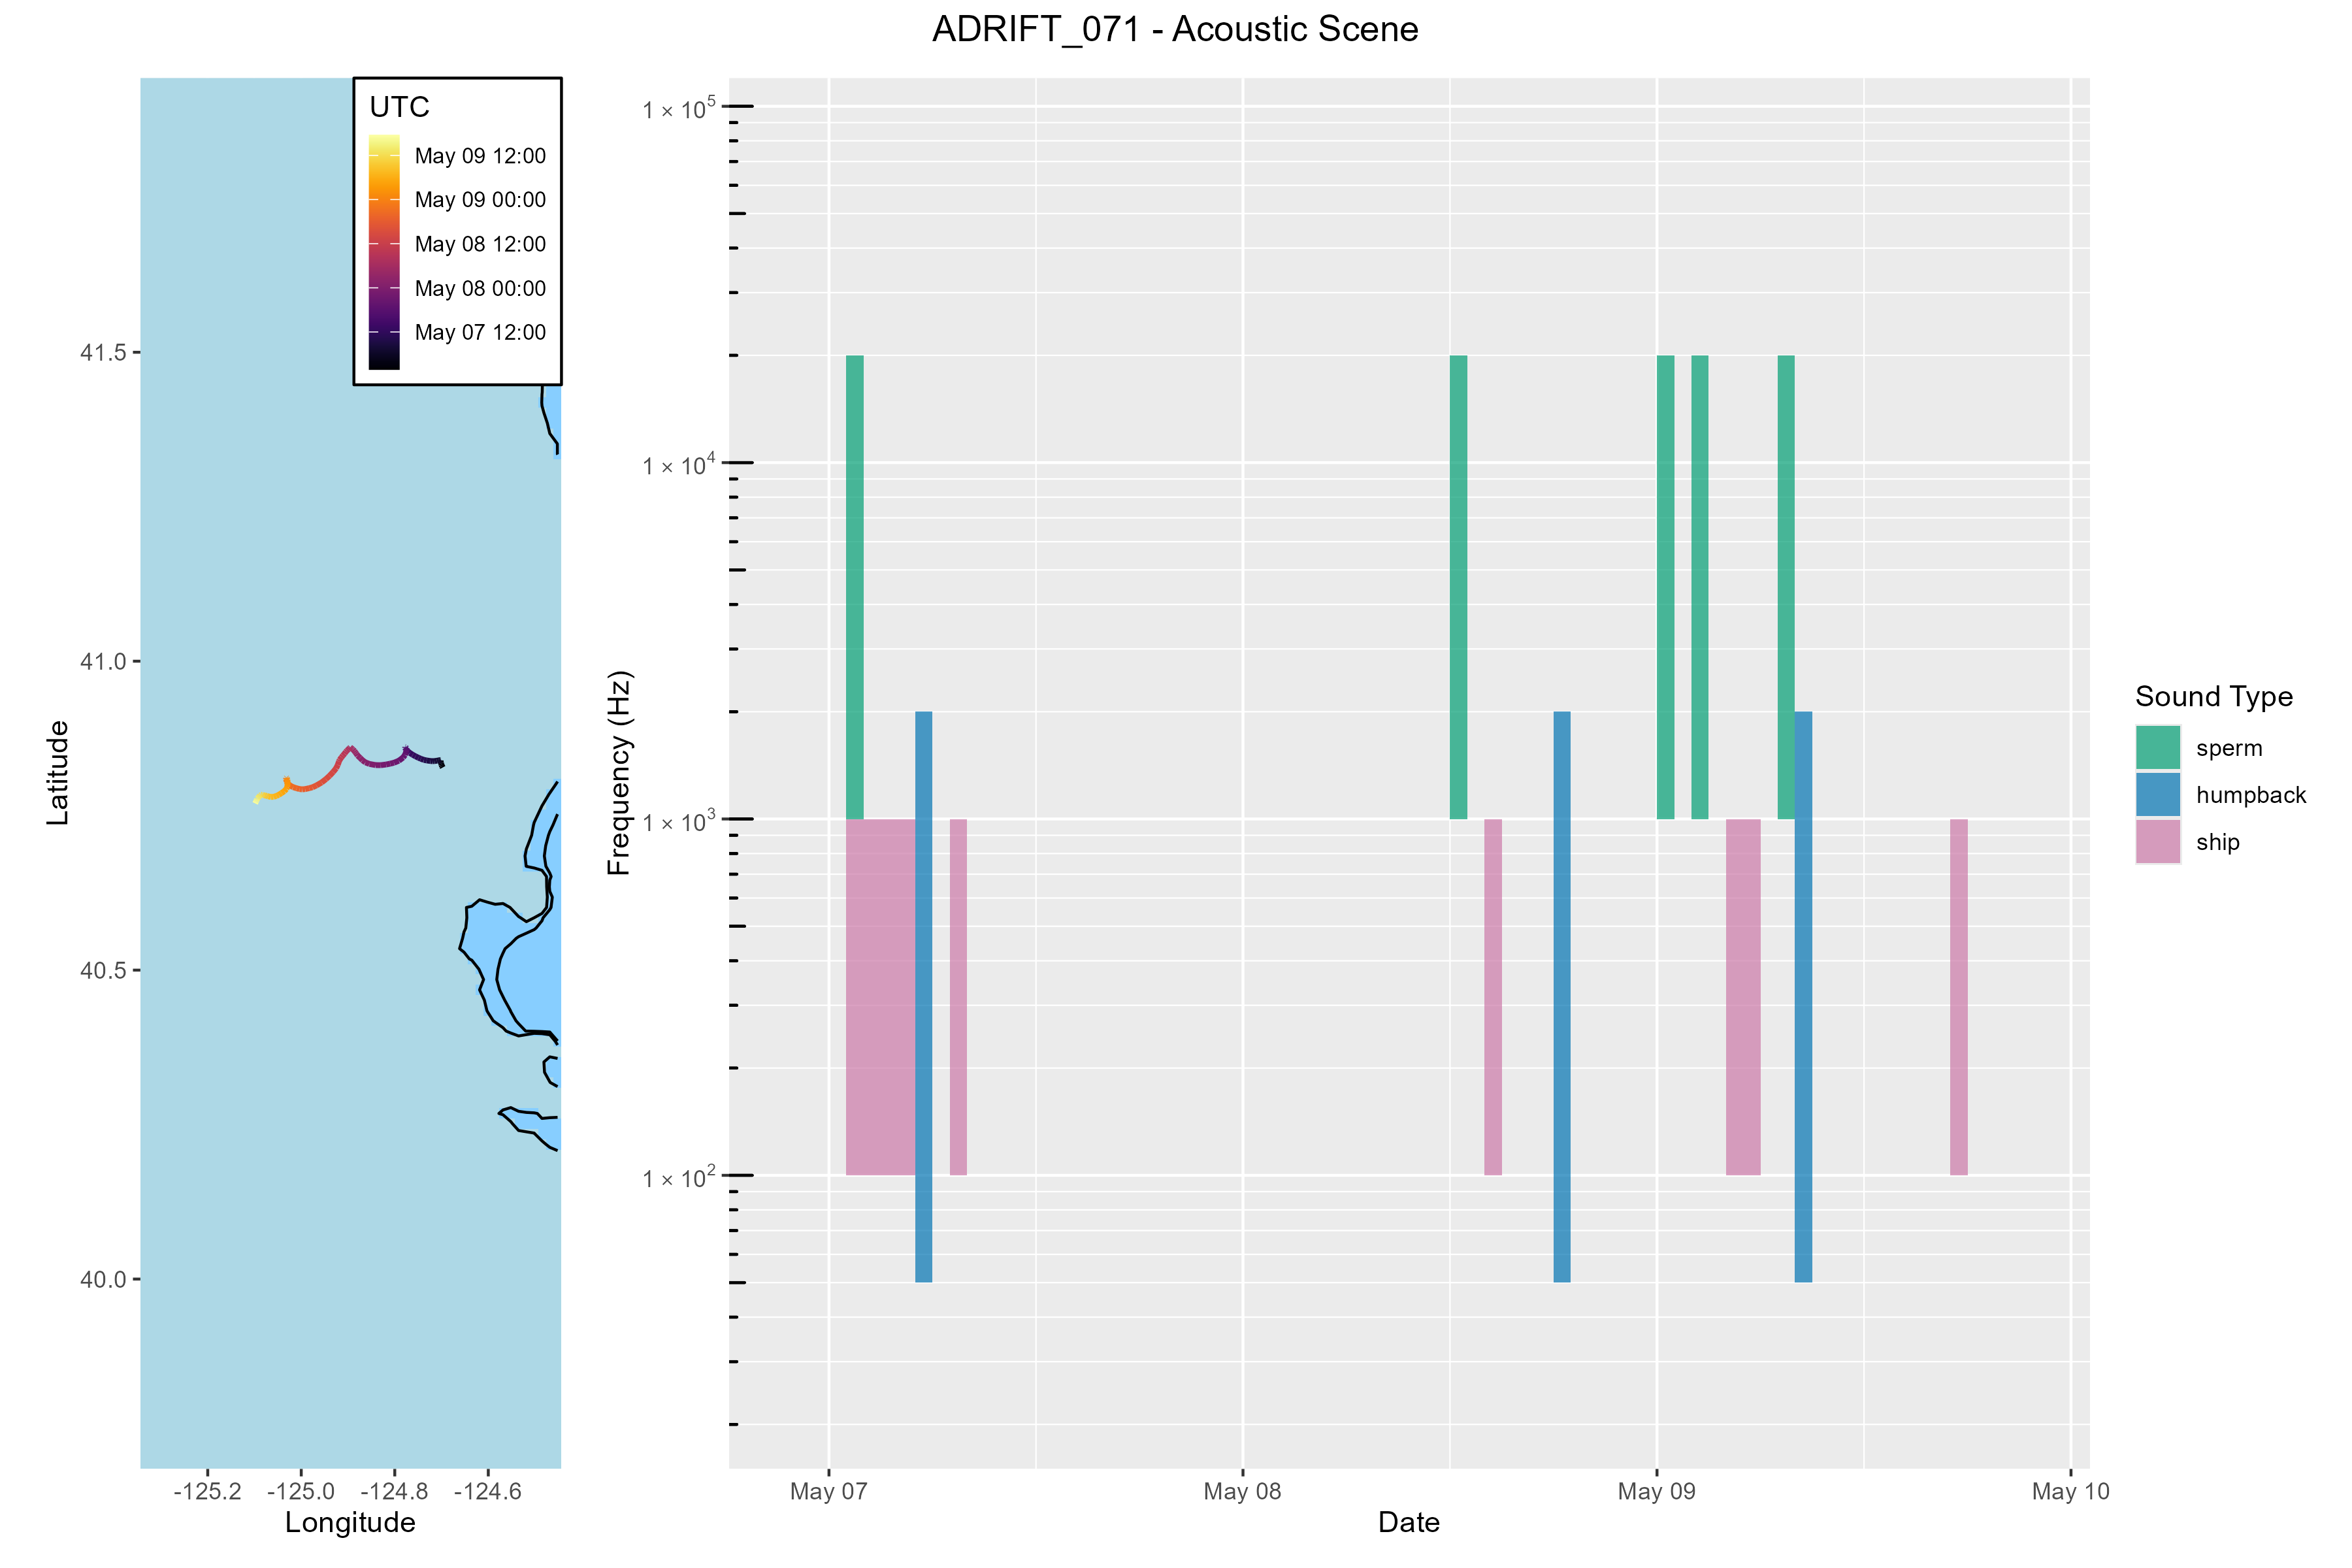 ADRIFT_071 - Acoustic Scene
UTC
May 09 12:00
May 09 00:00
May 08 12:00
May 08 00:00
May 07 12:00
41.5
41.0
40.5
40.0
Latitude
-125.2 -125.0 -124.8 -124.6
Longitude
1 × 10⁵
1 × 10⁴
1 × 10³
1 × 10²
Frequency (Hz)
May 07 May 08 May 09 May 10
Date
Sound Type
sperm
humpback
ship